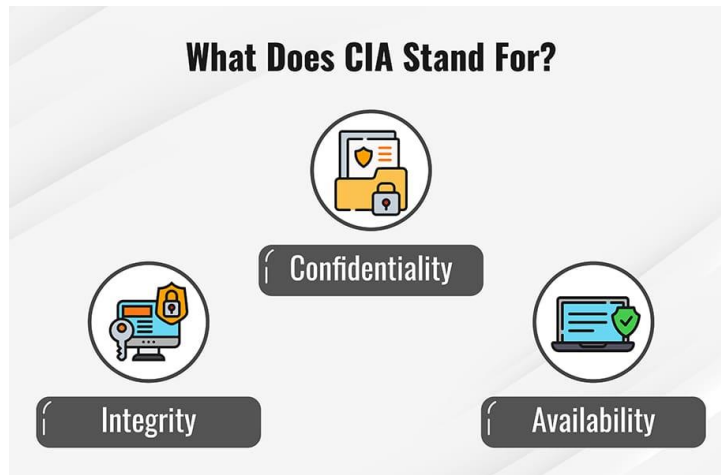 What Does CIA Stand For?
Confidentiality
Integrity
Availability